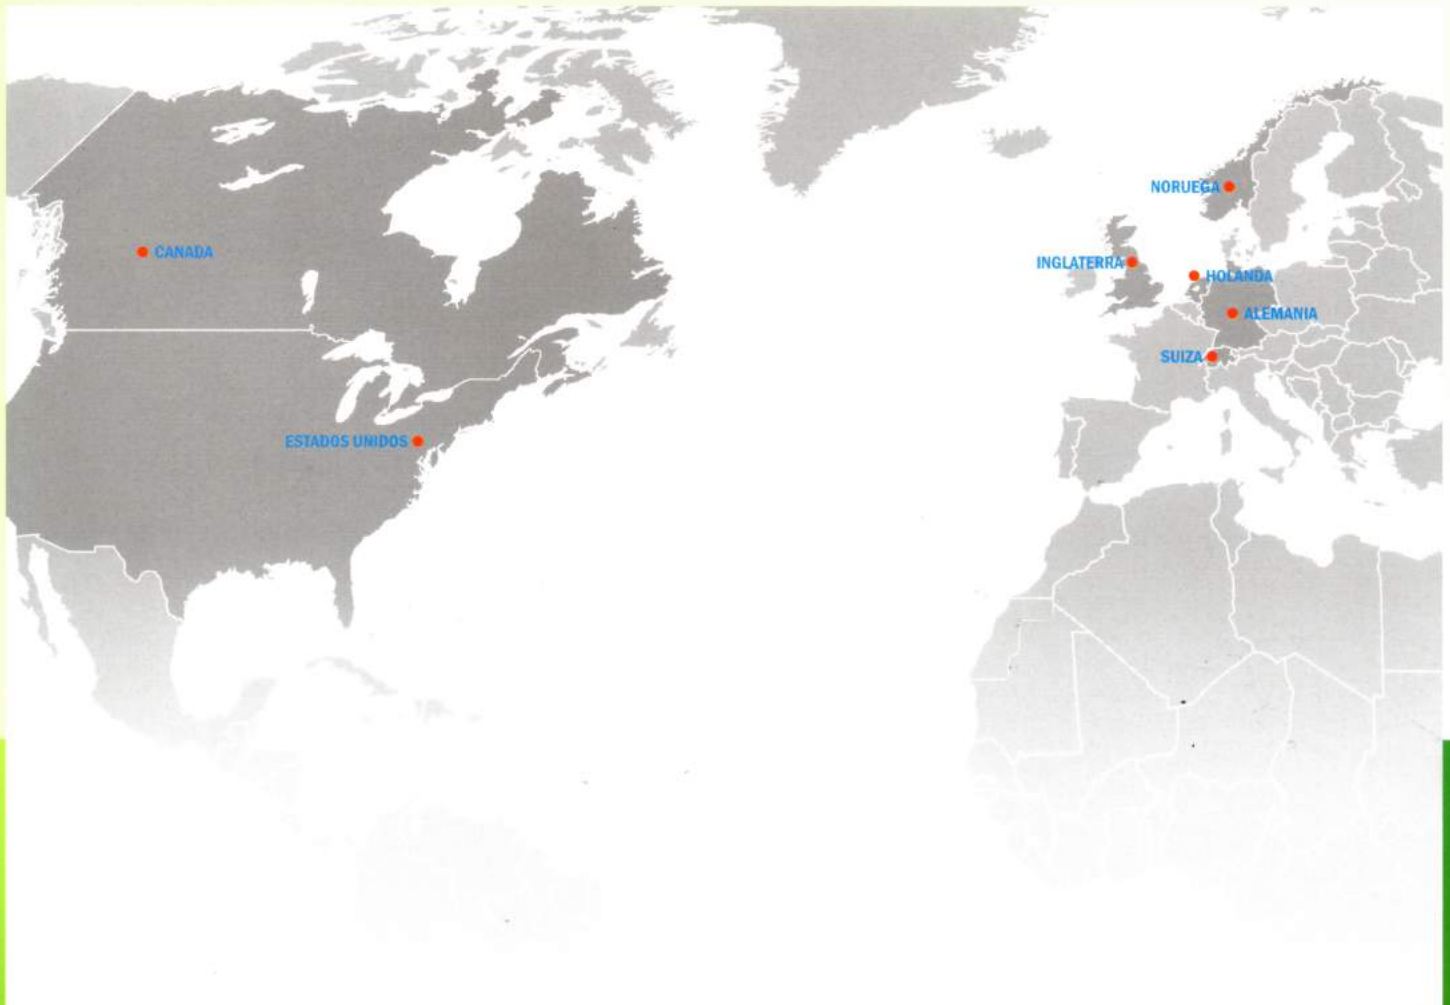 NORUEGA
CANADA
INGLATERRA
HOLANDA
ALEMANIA
SUIZA
ESTADOS UNIDOS